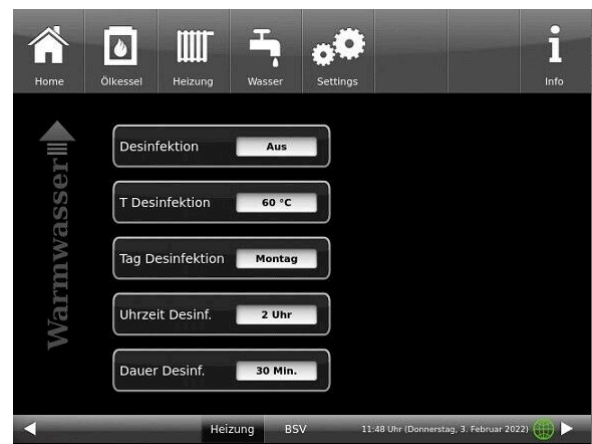 Home Ölkessel Heizung Wasser Settings Info
Warmwasser
Desinfektion Aus
T Desinfektion 60 °C
Tag Desinfektion Montag
Uhrzeit Desinf. 2 Uhr
Dauer Desinf. 30 Min.
Heizung BSV 11:48 Uhr (Donnerstag, 3. Februar 2022)